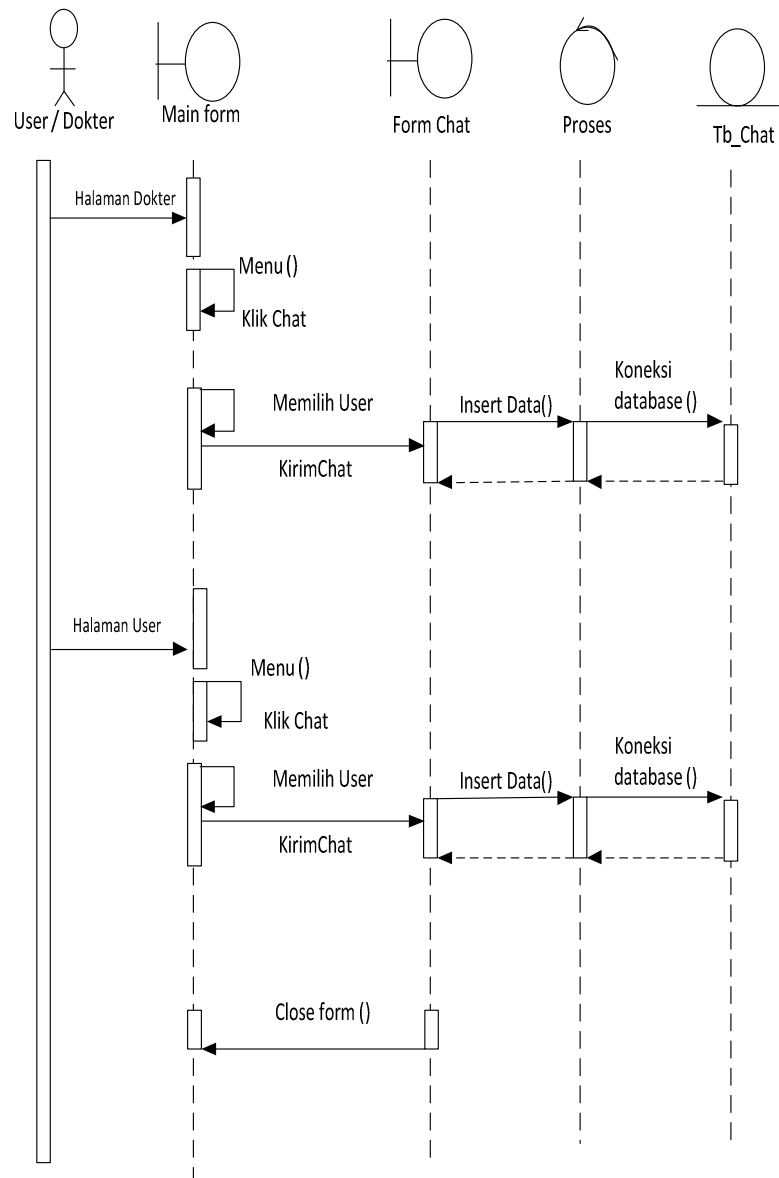 User / Dokter
Main form
Form Chat
Proses
Tb_Chat
Halaman Dokter
Menu ()
Klik Chat
Memilih User
KirimChat
Insert Data()
Koneksi
database ()
Halaman User
Menu ()
Klik Chat
Memilih User
KirimChat
Insert Data()
Koneksi
database ()
Close form ()